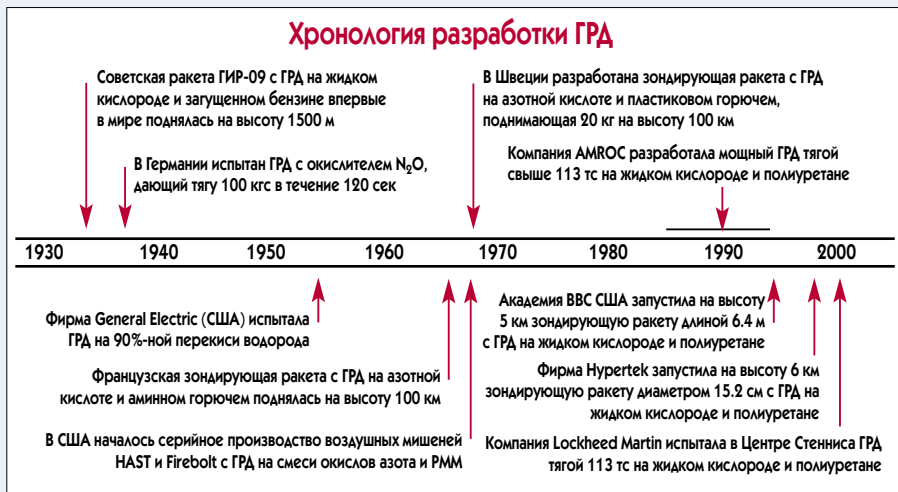 Хронология разработки ГРД
Советская ракета ГИР-09 с ГРД на жидком
кислороде и загущенном бензине впервые
в мире поднялась на высоту 1500 м
В Германии испытан ГРД с окислителем N₂O,
дающий тягу 100 кгс в течение 120 сек
В Швеции разработана зондирующая ракета с ГРД
на азотной кислоте и пластиковом горючем,
поднимающая 20 кг на высоту 100 км
Компания AMROC разработала мощный ГРД тягой
свыше 113 тс на жидком кислороде и полиуретане
1930 1940 1950 1960 1970 1980 1990 2000
Фирма General Electric (США) испытала
ГРД на 90%-ной перекиси водорода
Французская зондирующая ракета с ГРД на азотной
кислоте и аминном горючем поднялась на высоту 100 км
В США началось серийное производство воздушных мишеней
HAST и Firebolt с ГРД на смеси окислов азота и РММ
Академия ВВС США запустила на высоту
5 км зондирующую ракету длиной 6.4 м
с ГРД на жидком кислороде и полиуретане
Фирма Hypertek запустила на высоту 6 км
зондирующую ракету диаметром 15.2 см с ГРД на
жидком кислороде и полиуретане
Компания Lockheed Martin испытала в Центре Стенниса ГРД
тягой 113 тс на жидком кислороде и полиуретане